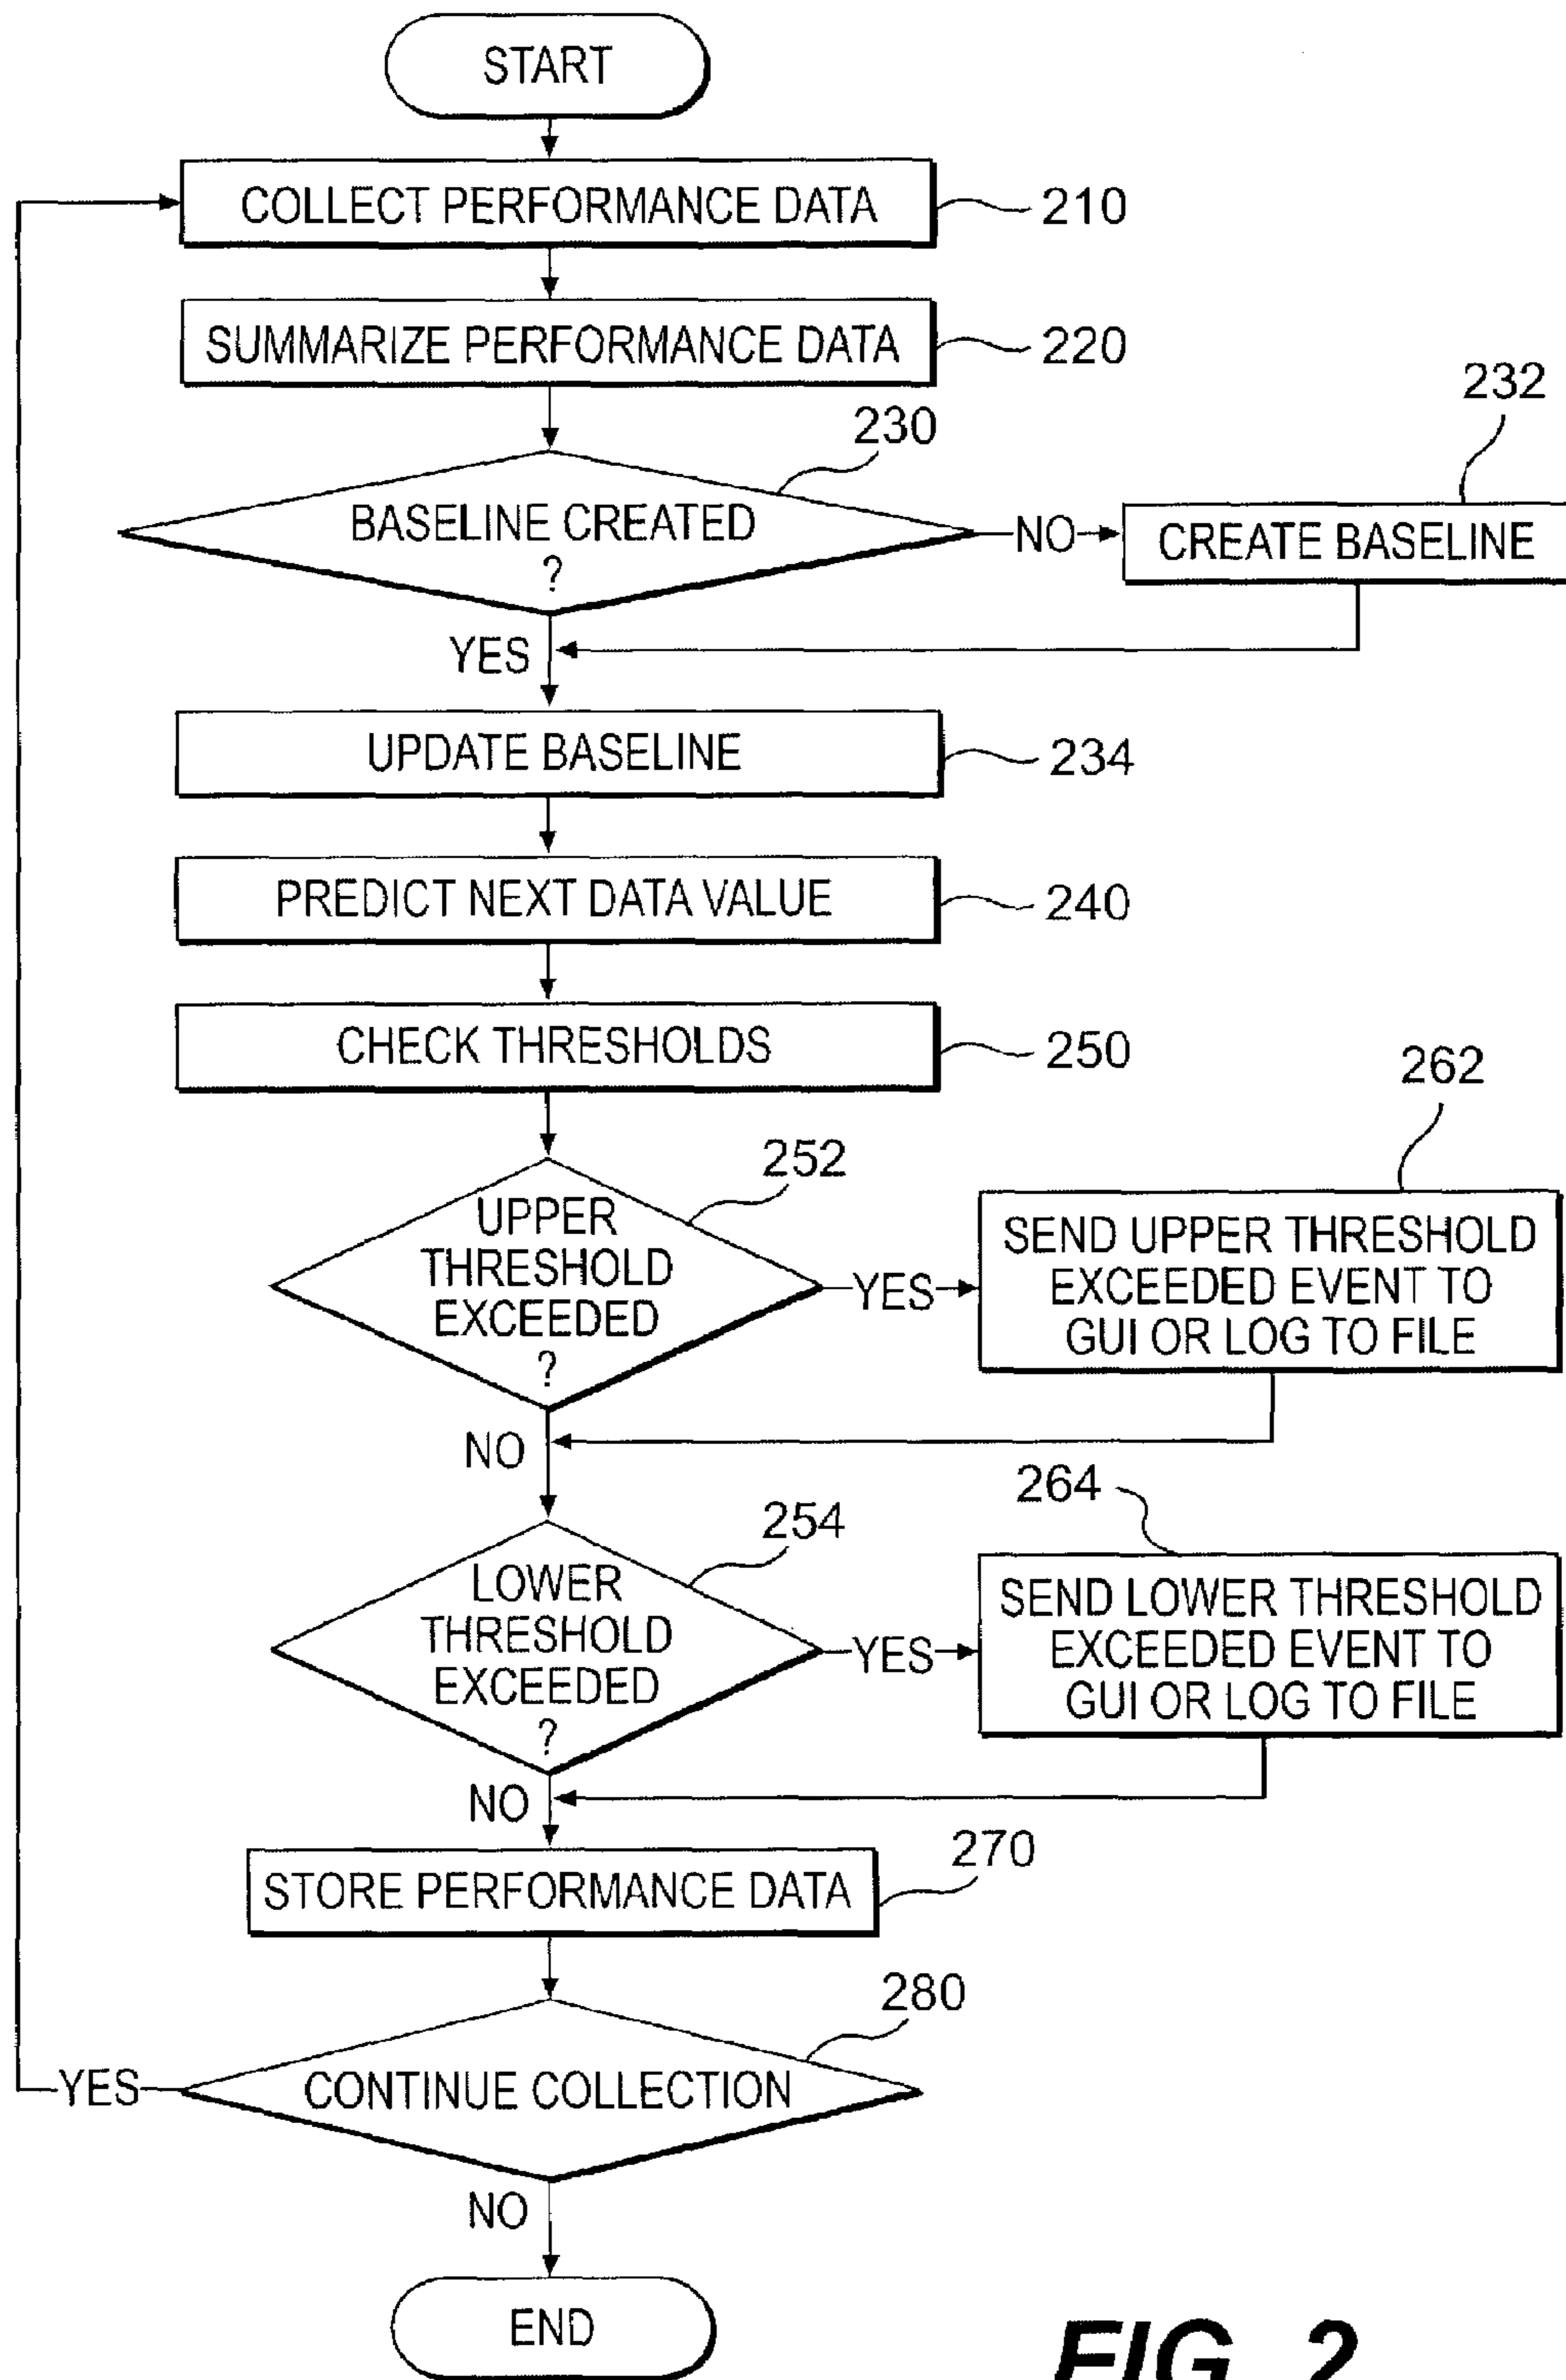 START
COLLECT PERFORMANCE DATA
210
SUMMARIZE PERFORMANCE DATA
220
230
232
BASELINE CREATED
?
NO
CREATE BASELINE
YES
UPDATE BASELINE
234
PREDICT NEXT DATA VALUE
240
CHECK THRESHOLDS
250
252
262
UPPER
THRESHOLD
EXCEEDED
?
YES
SEND UPPER THRESHOLD
EXCEEDED EVENT TO
GUI OR LOG TO FILE
NO
254
264
LOWER
THRESHOLD
EXCEEDED
?
YES
SEND LOWER THRESHOLD
EXCEEDED EVENT TO
GUI OR LOG TO FILE
NO
270
STORE PERFORMANCE DATA
280
CONTINUE COLLECTION
YES
NO
END
FIG. 2